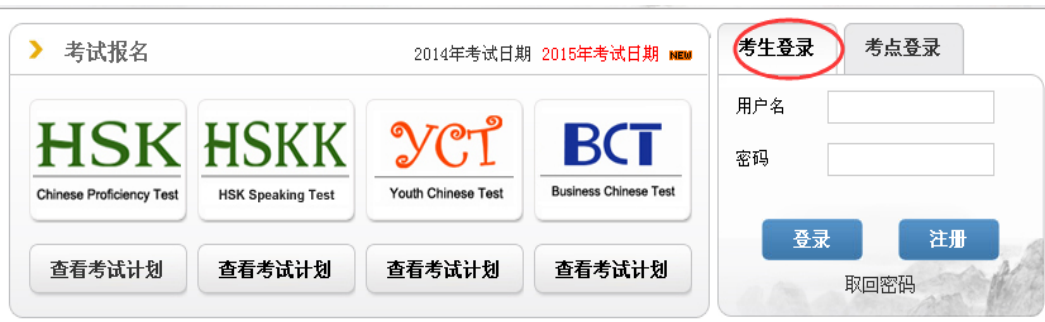 考试报名
2014年考试日期 2015年考试日期 NEW
HSK
Chinese Proficiency Test
HSKK
HSK Speaking Test
YCT
Youth Chinese Test
BCT
Business Chinese Test
查看考试计划
查看考试计划
查看考试计划
查看考试计划
考生登录 考点登录
用户名
密码
登录 注册
取回密码